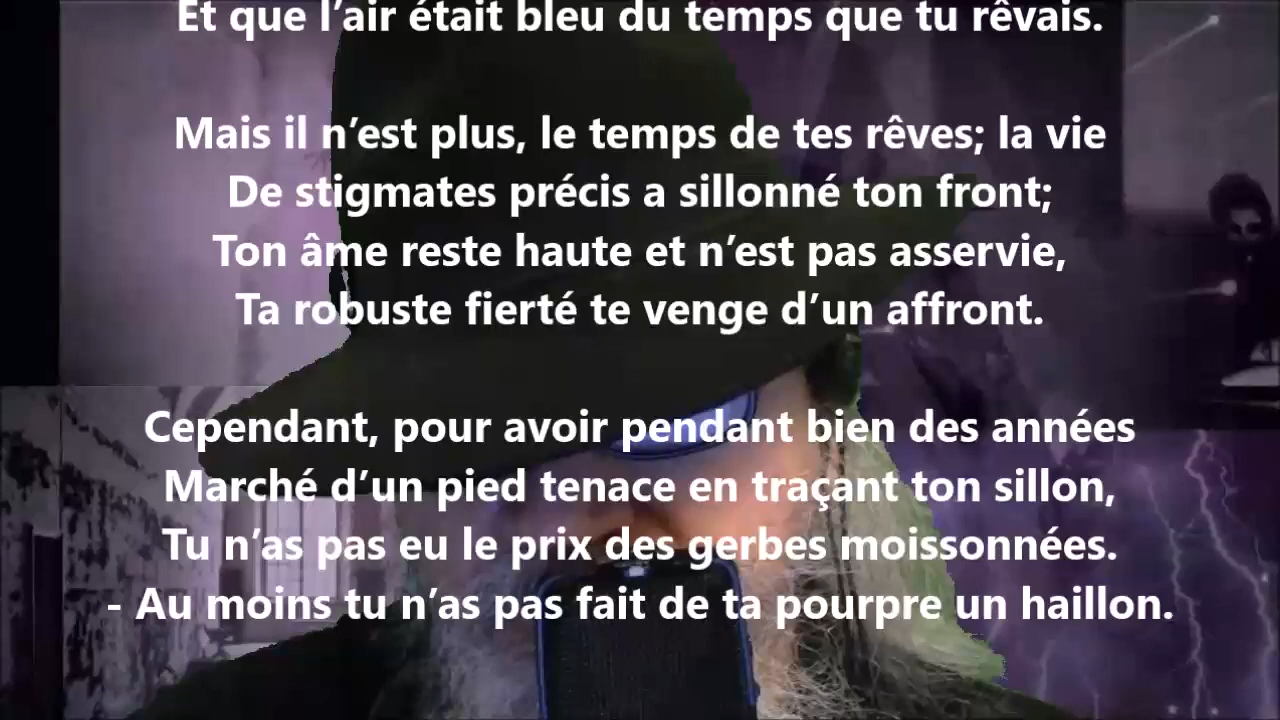 Et que l’air était bleu du temps que tu rêvais.
Mais il n’est plus, le temps de tes rêves; la vie
De stigmates précis a sillonné ton front;
Ton âme reste haute et n’est pas asservie,
Ta robuste fierté te venge d’un affront.
Cependant, pour avoir pendant bien des années
Marché d’un pied tenace en traçant ton sillon,
Tu n’as pas eu le prix des gerbes moissonnées.
- Au moins tu n’as pas fait de ta pourpre un haillon.